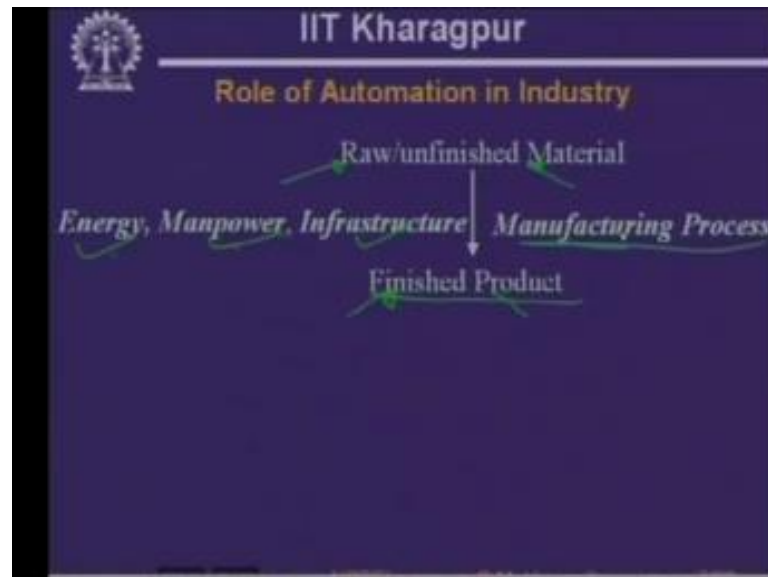 IIT Kharagpur
Role of Automation in Industry
Raw/unfinished Material
Energy, Manpower, Infrastructure Manufacturing Process
Finished Product